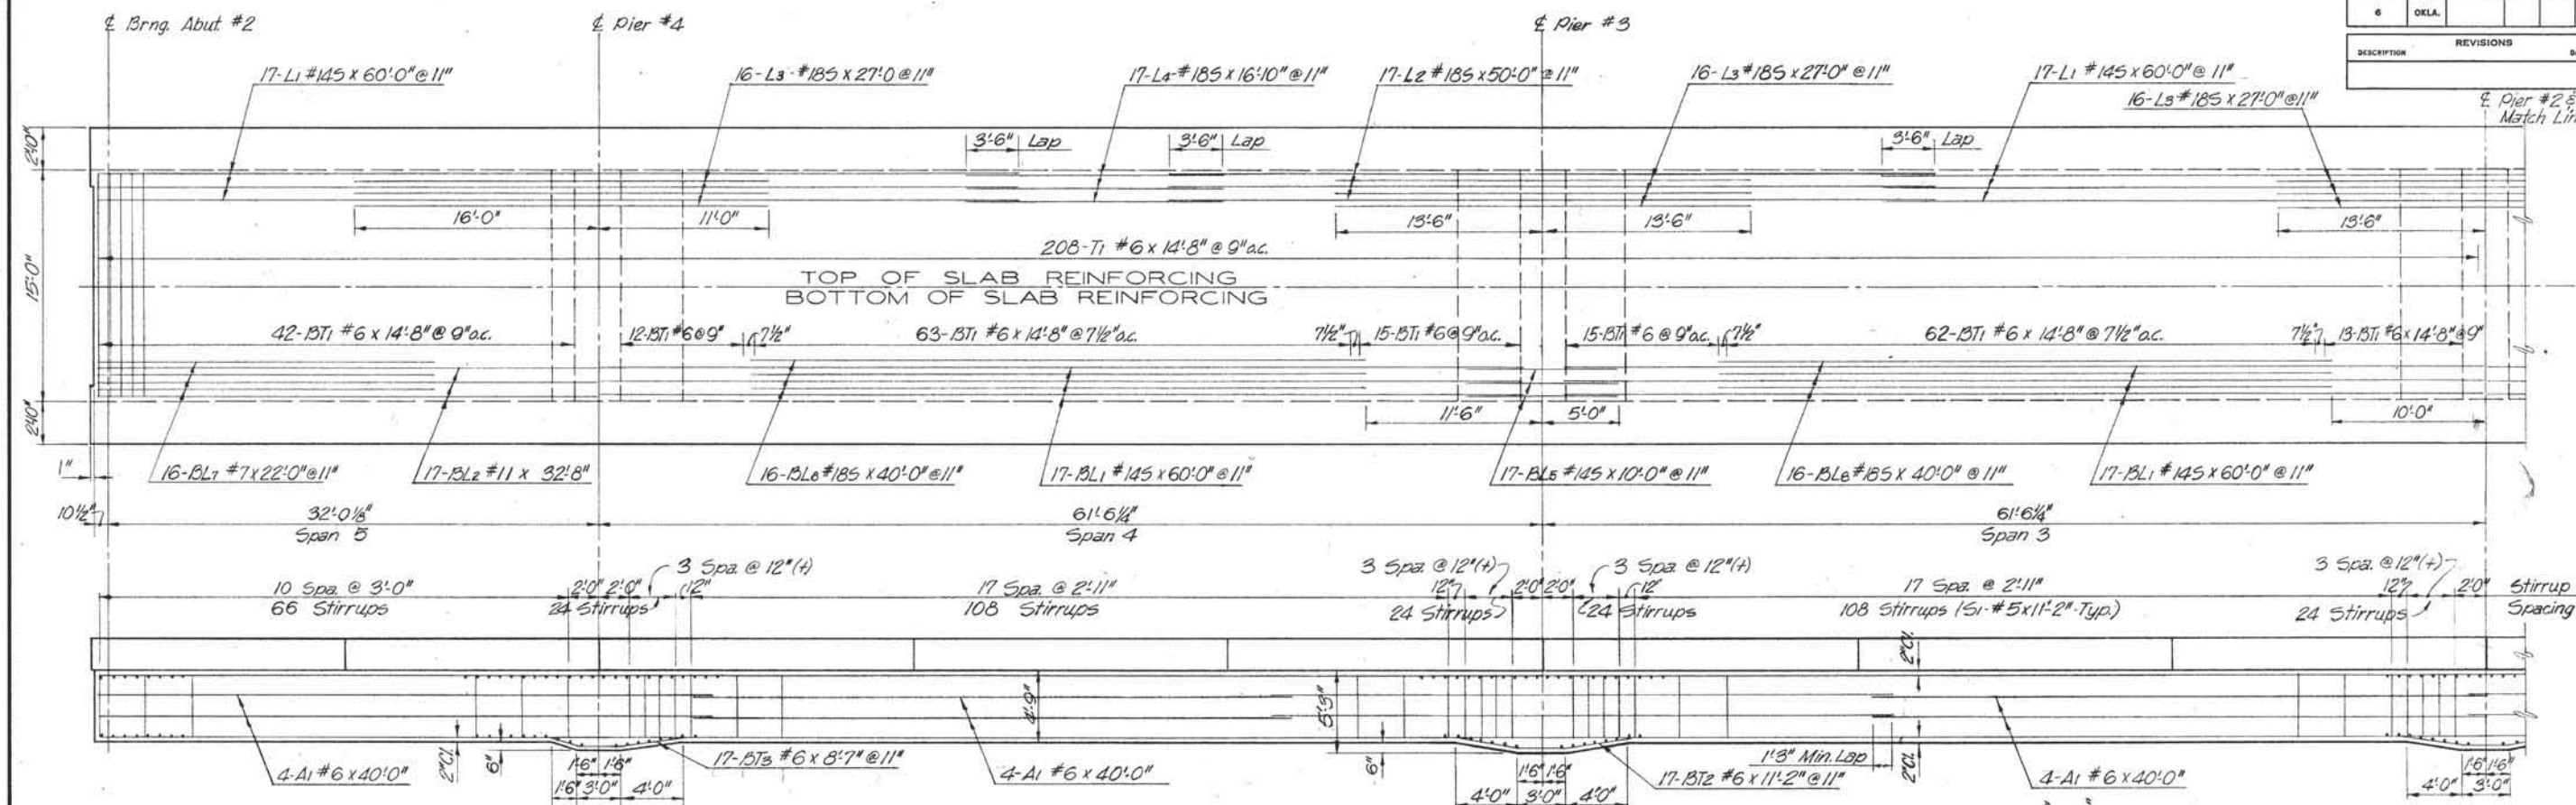 6 OKLA.
REVISIONS
DESCRIPTION
℄ Brng. Abut. #2
℄ Pier #4
℄ Pier #3
℄ Pier #2 &
Match Lin
17-L1 #14S x 60'-0" @ 11"
16-L3 - #18S x 27'-0 @ 11"
17-L4 - #18S x 16'-10" @ 11"
17-L2 #18S x 50'-0" @ 11"
16-L3 #18S x 27'-0" @ 11"
17-L1 #14S x 60'-0" @ 11"
16-L3 #18S x 27'-0" @ 11"
3'-6" Lap
3'-6" Lap
3'-6" Lap
2'-10"
15'-0"
2'-10"
16'-0"
11'-0"
13'-6"
13'-6"
13'-6"
208-T1 #6 x 14'-8" @ 9" o.c.
TOP OF SLAB REINFORCING
BOTTOM OF SLAB REINFORCING
42-BT1 #6 x 14'-8" @ 9" o.c.
12-BT1 #6 @ 9"
7½"
63-BT1 #6 x 14'-8" @ 7½" o.c.
7½"
15-BT1 #6 @ 9" o.c.
15-BT1 #6 @ 9" o.c.
7½"
62-BT1 #6 x 14'-8" @ 7½" o.c.
7½"
13-BT1 #6 x 14'-8" @ 9"
11'-6"
5'-0"
10'-0"
1"
16-BL7 #7 x 22'-0" @ 11"
17-BL2 #11 x 32'-8"
16-BL8 #18S x 40'-0" @ 11"
17-BL1 #14S x 60'-0" @ 11"
17-BL5 #14S x 10'-0" @ 11"
16-BL8 #18S x 40'-0" @ 11"
17-BL1 #14S x 60'-0" @ 11"
10½"
32'-0⅛"
Span 5
61'-6¼"
Span 4
61'-6¼"
Span 3
10 Spa. @ 3'-0"
66 Stirrups
2'-0" 2'-0"
24 Stirrups
3 Spa. @ 12"(+)
12"
17 Spa. @ 2'-11"
108 Stirrups
3 Spa. @ 12"(+)
12"
24 Stirrups
2'-0" 2'-0"
3 Spa. @ 12"(+)
12"
24 Stirrups
17 Spa. @ 2'-11"
108 Stirrups (S1-#5x11'-2"-Typ.)
3 Spa. @ 12"(+)
12"
24 Stirrups
2'-0"
Stirrup
Spacing
4'-9"
5'-3"
2"Cl.
2"Cl.
2"Cl.
6"
6"
4-A1 #6 x 40'-0"
17-BT3 #6 x 8'-7" @ 11"
4-A1 #6 x 40'-0"
17-BT2 #6 x 11'-2" @ 11"
1'-3" Min. Lap
4-A1 #6 x 40'-0"
1'-6" 1'-6"
1'-6" 3'-0" 4'-0"
1'-6" 1'-6"
4'-0" 3'-0" 4'-0"
1'-6" 1'-6"
4'-0" 3'-0"